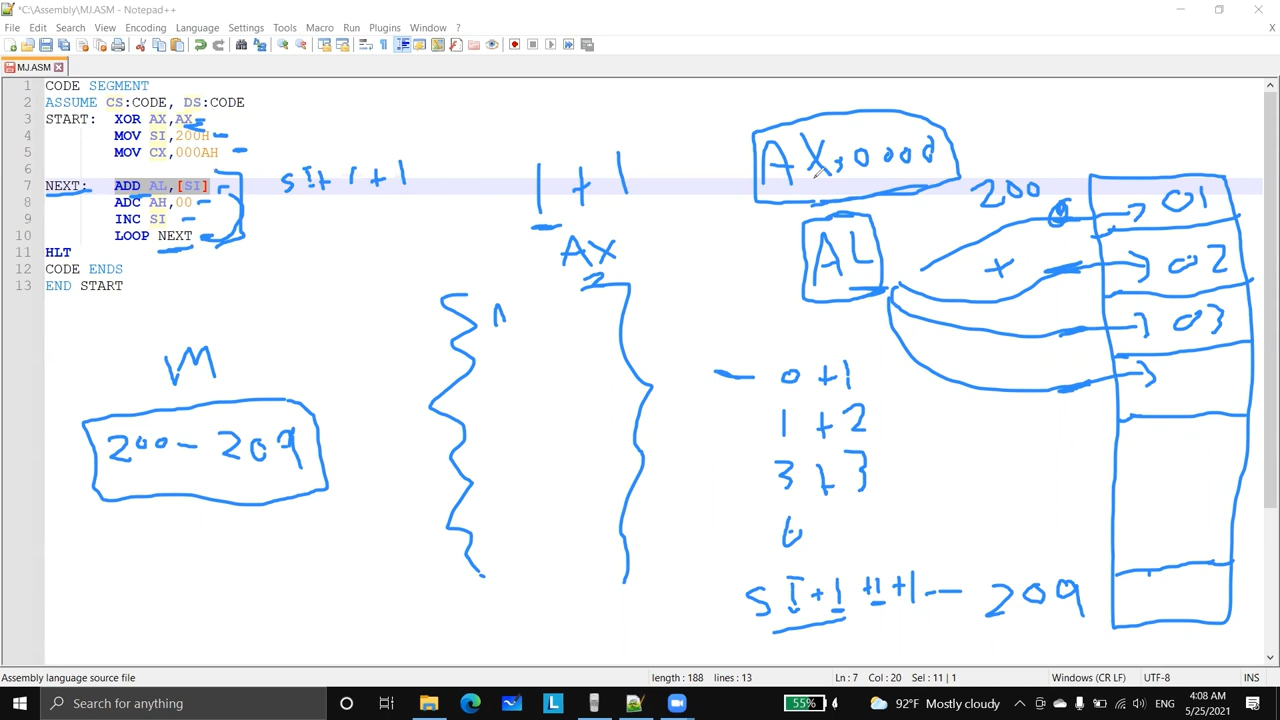 *C:\Assembly\MJ.ASM - Notepad++
File Edit Search View Encoding Language Settings Tools Macro Run Plugins Window ?
MJ.ASM
1 CODE SEGMENT
2 ASSUME CS:CODE, DS:CODE
3 START: XOR AX,AX
4 MOV SI,200H
5 MOV CX,000AH
6
7 NEXT: ADD AL,[SI]
8 ADC AH,00
9 INC SI
10 LOOP NEXT
11 HLT
12 CODE ENDS
13 END START
SI+1+1
1+1
AX
AX,0000
200
01
AL
+
02
03
M
200-209
0+1
1+2
3+3
6
SI+1+1+1-- 209
Assembly language source file
length : 188 lines : 13
Ln : 7 Col : 20 Sel : 11 | 1
Windows (CR LF)
UTF-8
INS
Type here to search
55%
92°F Mostly cloudy
4:08 AM
5/25/2021